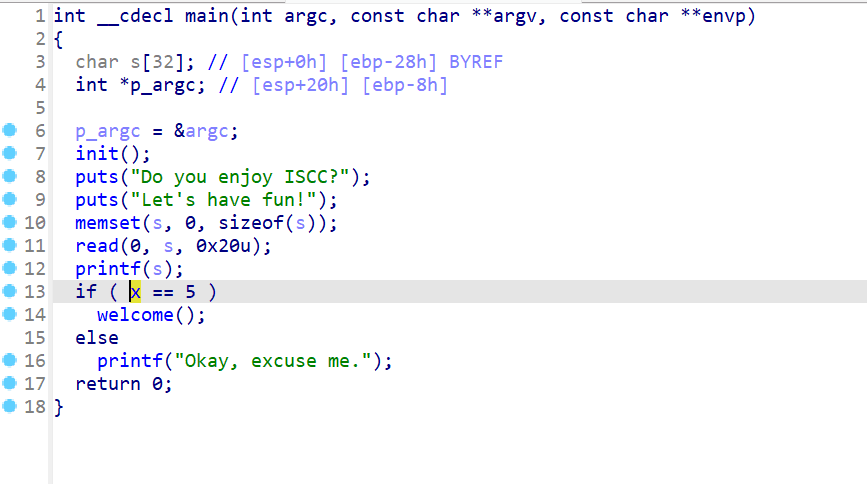 1 int __cdecl main(int argc, const char **argv, const char **envp)
2 {
3   char s[32]; // [esp+0h] [ebp-28h] BYREF
4   int *p_argc; // [esp+20h] [ebp-8h]
5
6   p_argc = &argc;
7   init();
8   puts("Do you enjoy ISCC?");
9   puts("Let's have fun!");
10   memset(s, 0, sizeof(s));
11   read(0, s, 0x20u);
12   printf(s);
13   if ( x == 5 )
14     welcome();
15   else
16     printf("Okay, excuse me.");
17   return 0;
18 }